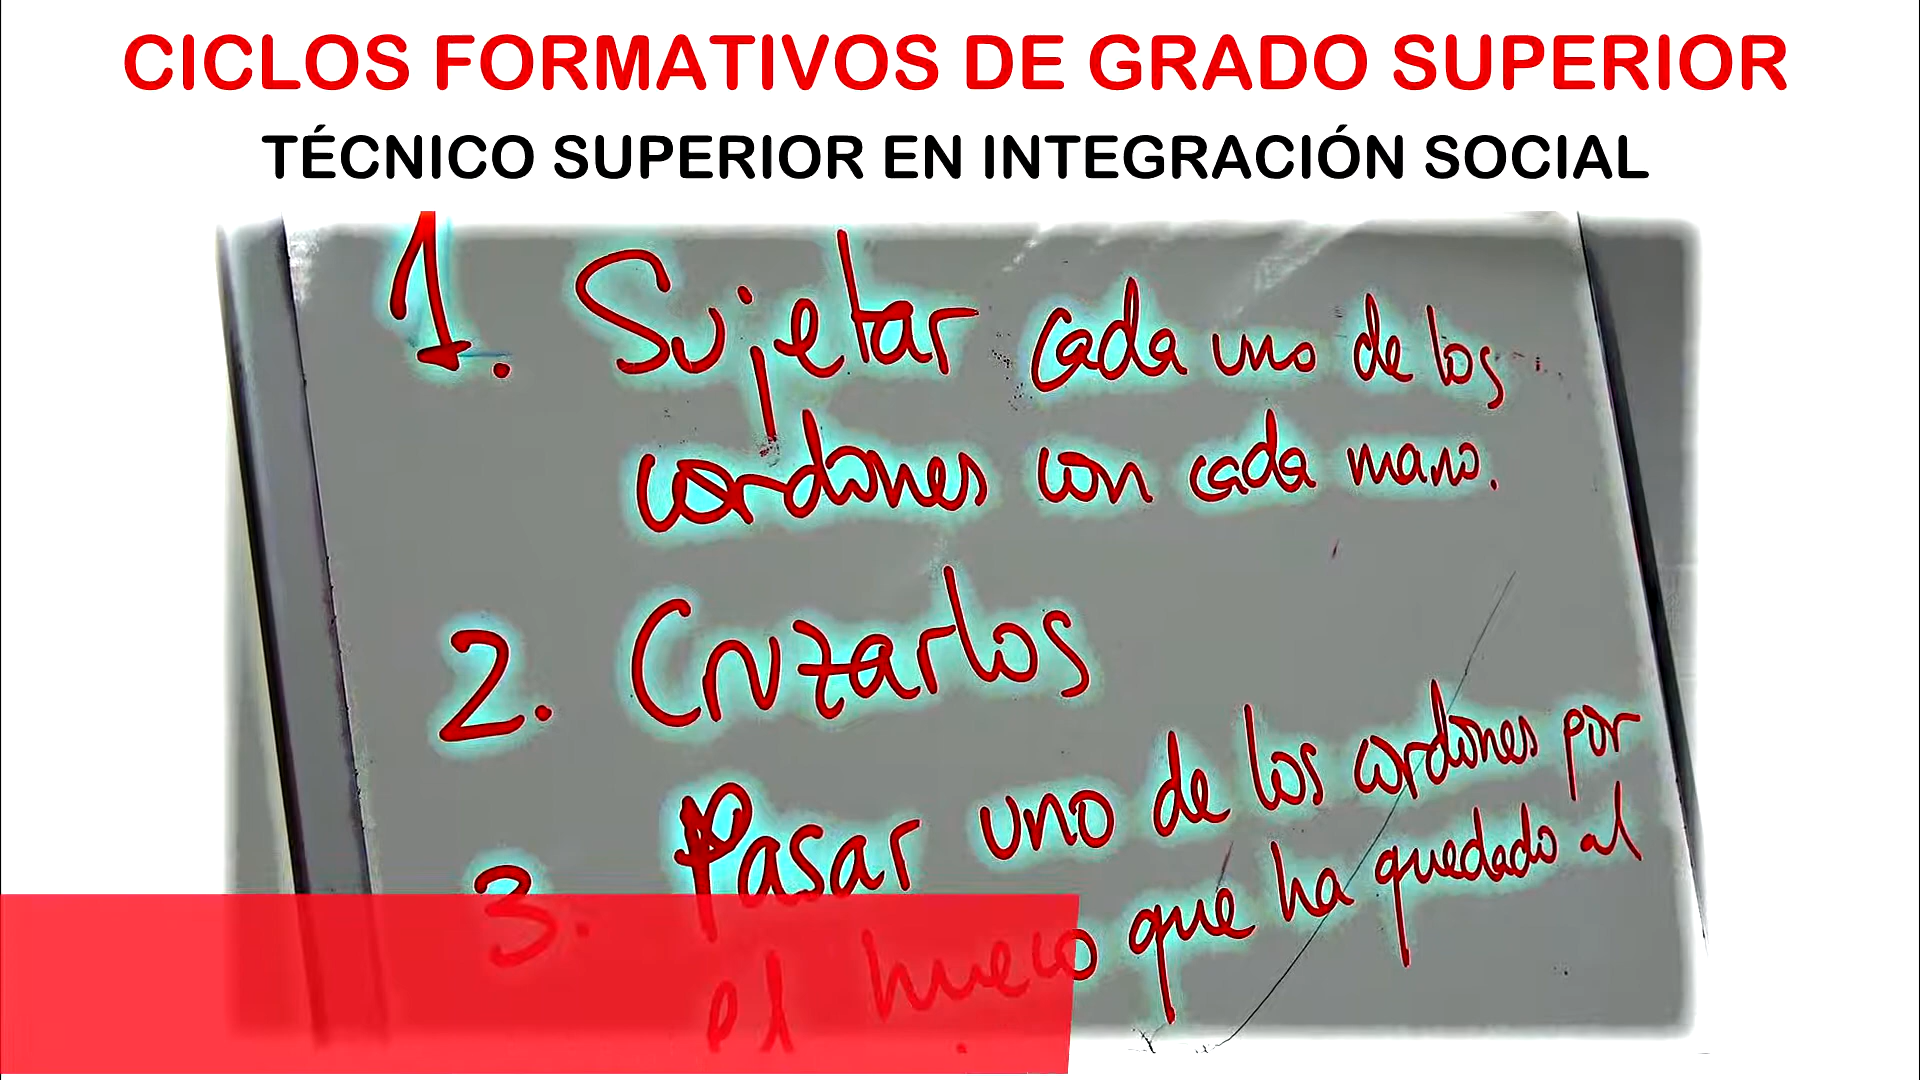 CICLOS FORMATIVOS DE GRADO SUPERIOR
TÉCNICO SUPERIOR EN INTEGRACIÓN SOCIAL
1. Sujetar cada uno de los
cordones con cada mano.
2. Cruzarlos
3. Pasar uno de los cordones por
el hueco que ha quedado al